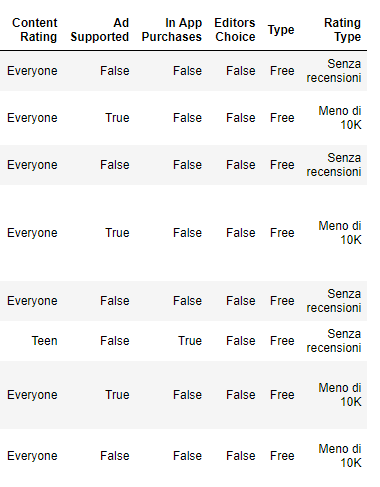 Content Rating Ad Supported In App Purchases Editors Choice Type Rating Type
Everyone False False False Free Senza recensioni
Everyone True False False Free Meno di 10K
Everyone False False False Free Senza recensioni
Everyone True False False Free Meno di 10K
Everyone False False False Free Senza recensioni
Teen False True False Free Senza recensioni
Everyone True False False Free Meno di 10K
Everyone False False False Free Meno di 10K